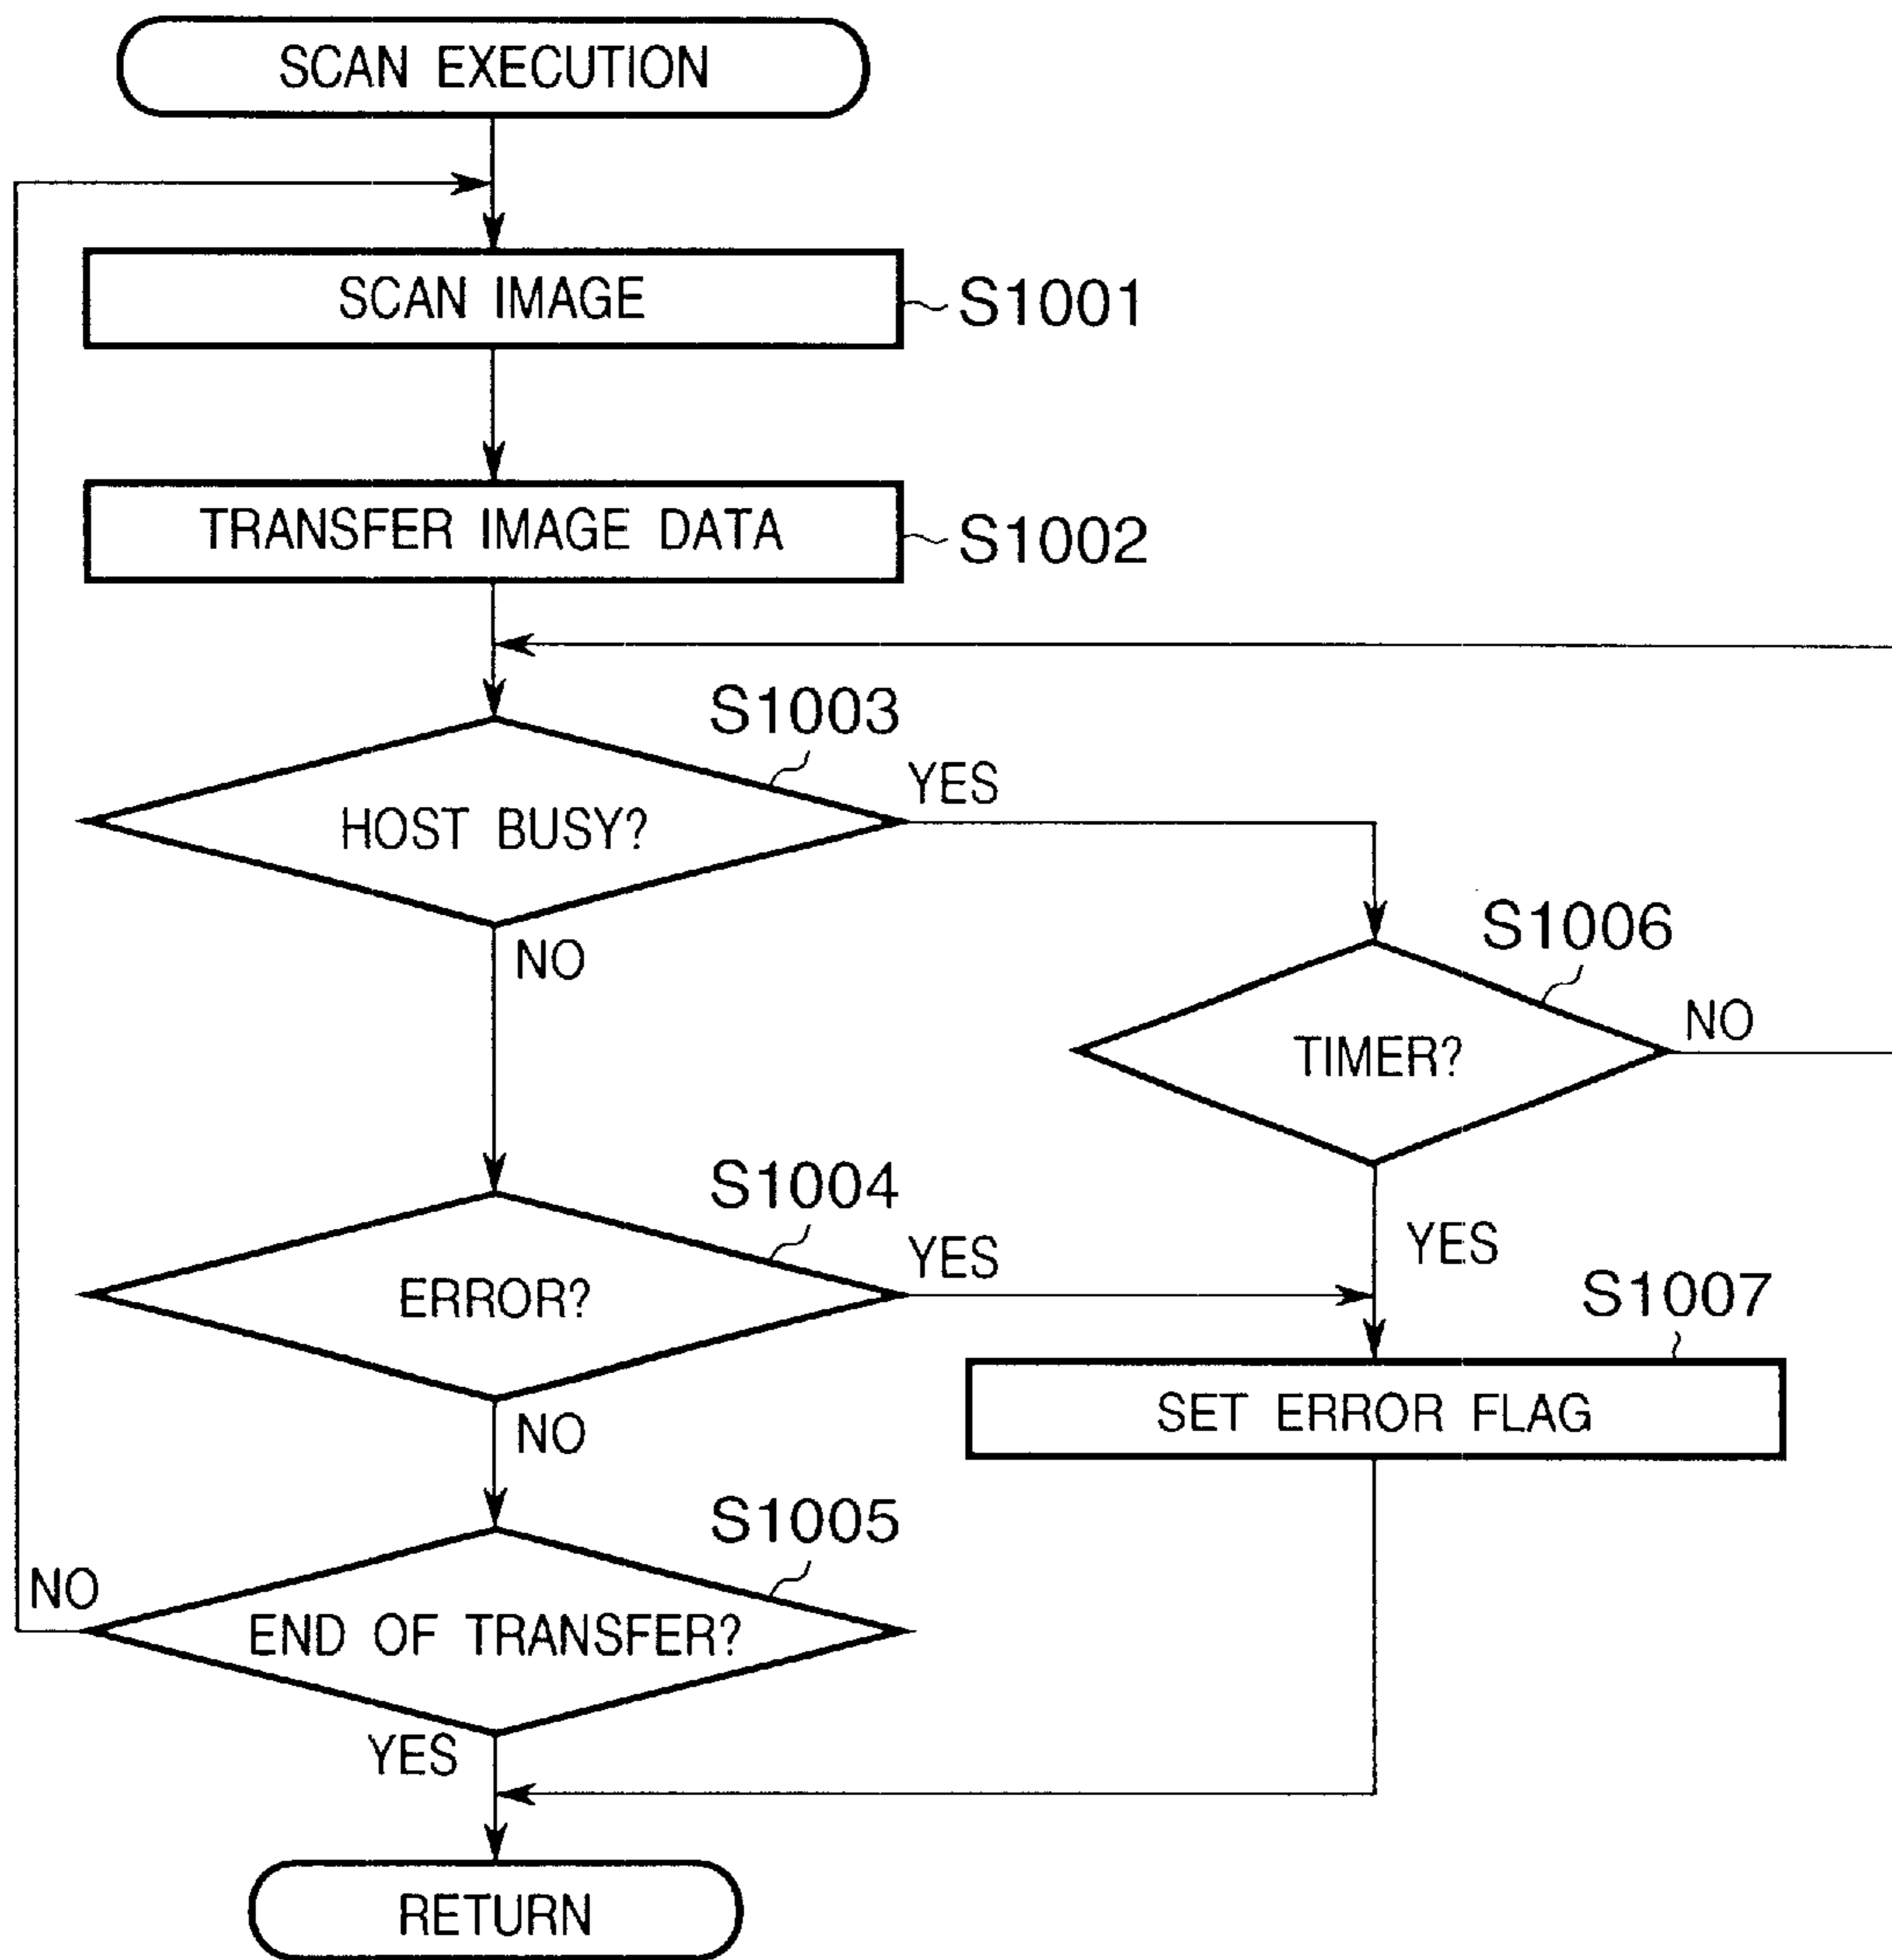 SCAN EXECUTION
SCAN IMAGE
S1001
TRANSFER IMAGE DATA
S1002
S1003
HOST BUSY?
YES
NO
S1006
TIMER?
NO
YES
S1004
ERROR?
YES
NO
S1007
SET ERROR FLAG
S1005
END OF TRANSFER?
NO
YES
RETURN